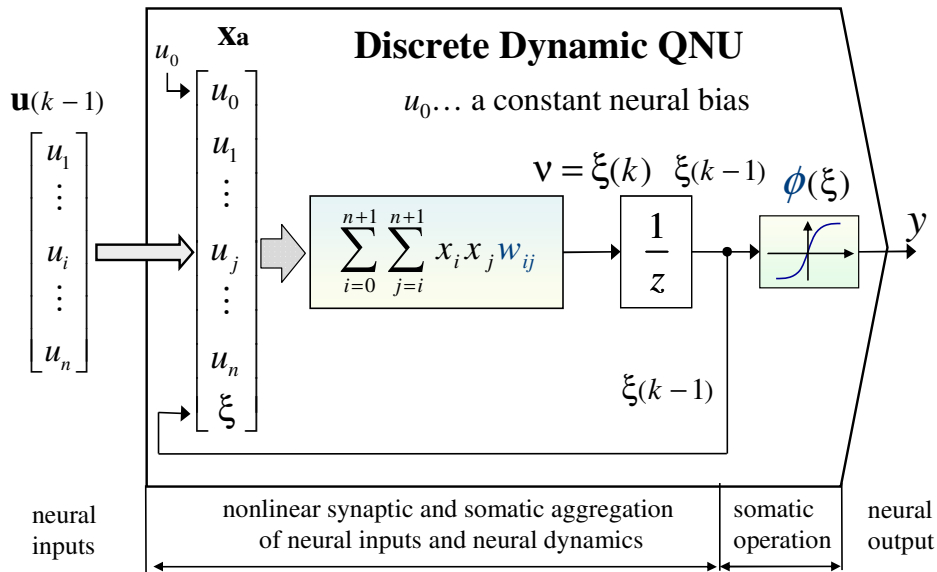 Discrete Dynamic QNU
u₀… a constant neural bias
u(k − 1)
u₁
⋮
uᵢ
⋮
uₙ
xa
u₀
u₀
u₁
⋮
uⱼ
⋮
uₙ
ξ
∑_{i=0}^{n+1} ∑_{j=i}^{n+1} xᵢ xⱼ wᵢⱼ
ν = ξ(k)
1/z
ξ(k−1)
ϕ(ξ)
y
ξ(k−1)
neural
inputs
nonlinear synaptic and somatic aggregation
of neural inputs and neural dynamics
somatic
operation
neural
output